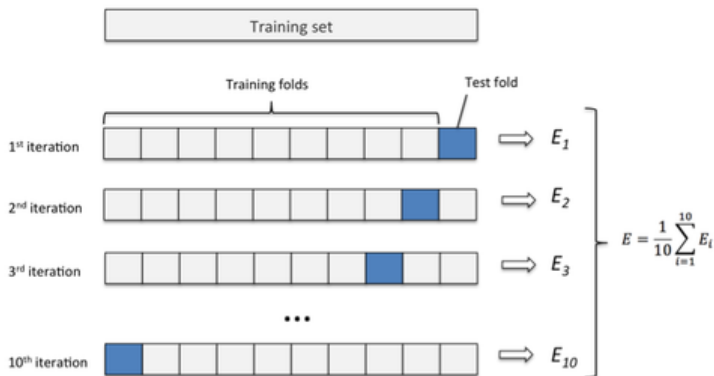 Training set
Training folds
Test fold
1st iteration
E1
2nd iteration
E2
E = 1/10 ∑ i=1 10 Ei
3rd iteration
E3
...
10th iteration
E10